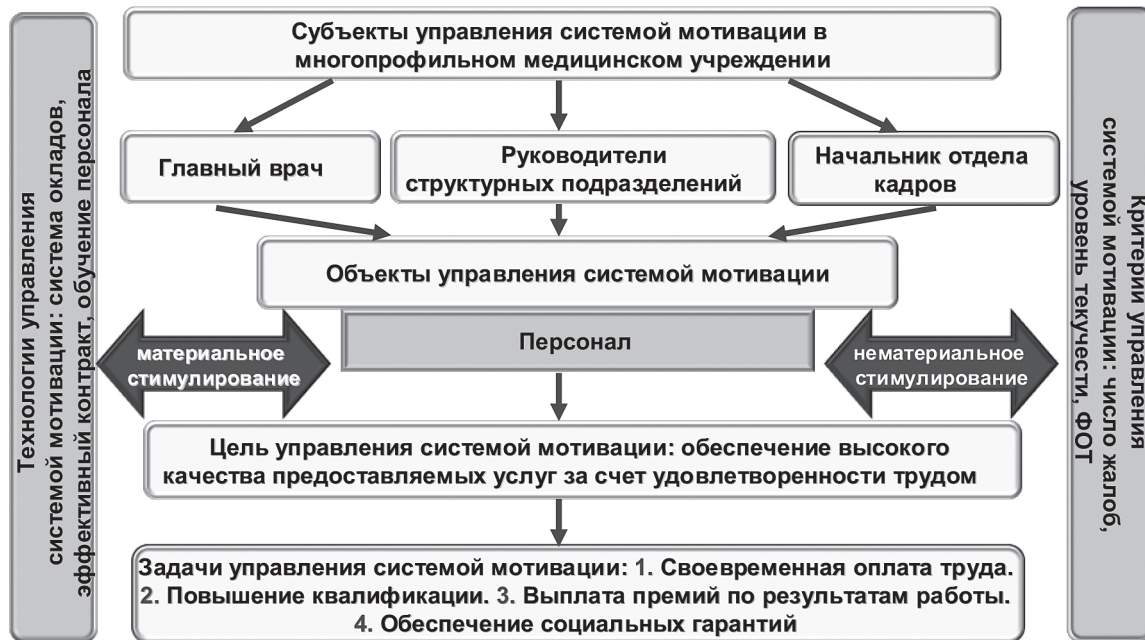 Технологии управления
системой мотивации: система окладов,
эффективный контракт, обучение персонала
Субъекты управления системой мотивации в
многопрофильном медицинском учреждении
Главный врач
Руководители
структурных подразделений
Начальник отдела
кадров
Объекты управления системой мотивации
Персонал
материальное
стимулирование
нематериальное
стимулирование
Цель управления системой мотивации: обеспечение высокого
качества предоставляемых услуг за счет удовлетворенности трудом
Задачи управления системой мотивации: 1. Своевременная оплата труда.
2. Повышение квалификации. 3. Выплата премий по результатам работы.
4. Обеспечение социальных гарантий
Критерии управления
системой мотивации: число жалоб,
уровень текучести, ФОТ